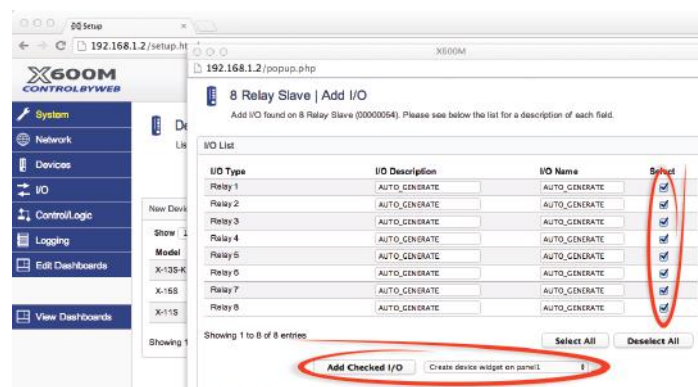 Setup
192.168.1.2/setup.ht
X600M
192.168.1.2/popup.php
X600M
CONTROLBYWEB
8 Relay Slave | Add I/O
Add I/O found on 8 Relay Slave (00000054). Please see below the list for a description of each field.
System
Network
Devices
I/O
Control/Logic
Logging
Edit Dashboards
View Dashboards
De
Lis
New Devic
Show
Model
X-13S-K
X-16S
X-11S
Showing 1
I/O List
I/O Type I/O Description I/O Name Select
Relay 1 AUTO_GENERATE AUTO_GENERATE
Relay 2 AUTO_GENERATE AUTO_GENERATE
Relay 3 AUTO_GENERATE AUTO_GENERATE
Relay 4 AUTO_GENERATE AUTO_GENERATE
Relay 5 AUTO_GENERATE AUTO_GENERATE
Relay 6 AUTO_GENERATE AUTO_GENERATE
Relay 7 AUTO_GENERATE AUTO_GENERATE
Relay 8 AUTO_GENERATE AUTO_GENERATE
Showing 1 to 8 of 8 entries
Select All Deselect All
Add Checked I/O Create device widget on panel1